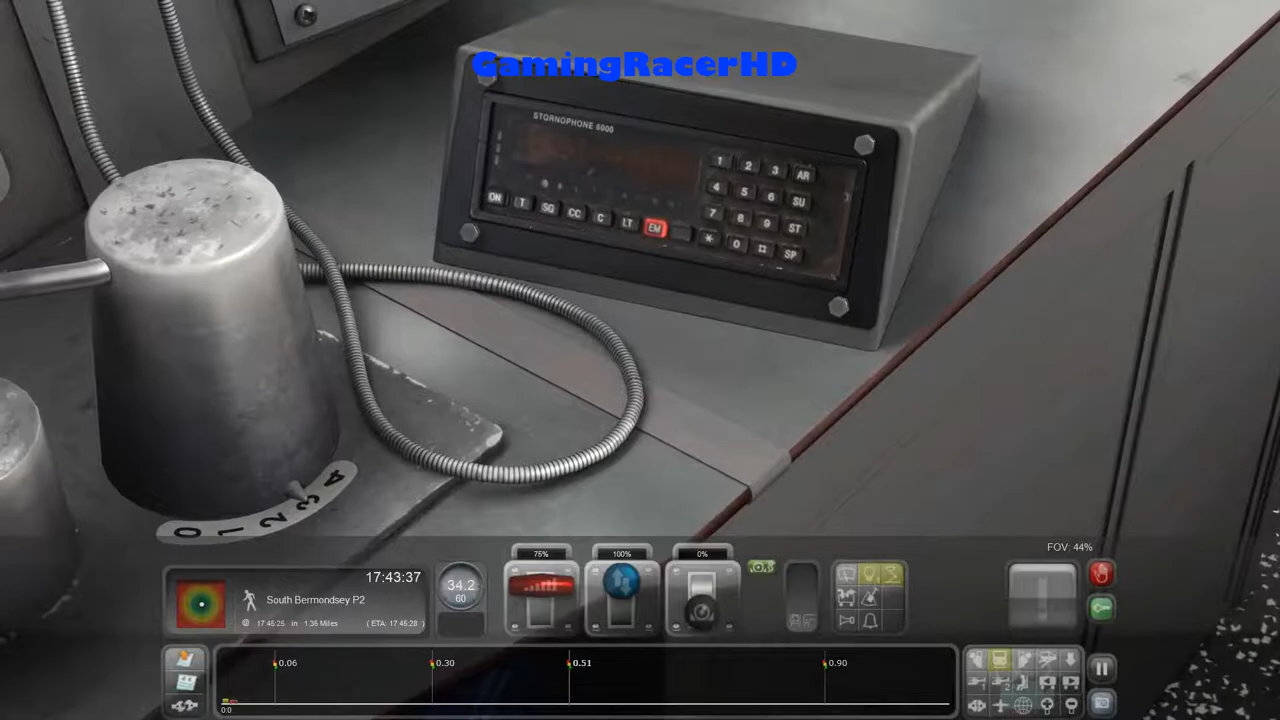 GamingRacerHD
STORNOPHONE 6000
1 2 3 AR
4 5 6 SU
7 8 9 ST
* 0 ⌗ SP
ON T SG CC C LT EM
0 1 2 3 4
FOV: 44%
75% 100% 0%
17:43:37
South Bermondsey P2
17:45:25 in 1.36 Miles ( ETA: 17:45:28 )
34.2
60
0.06 0.30 0.51 0.90
0:0